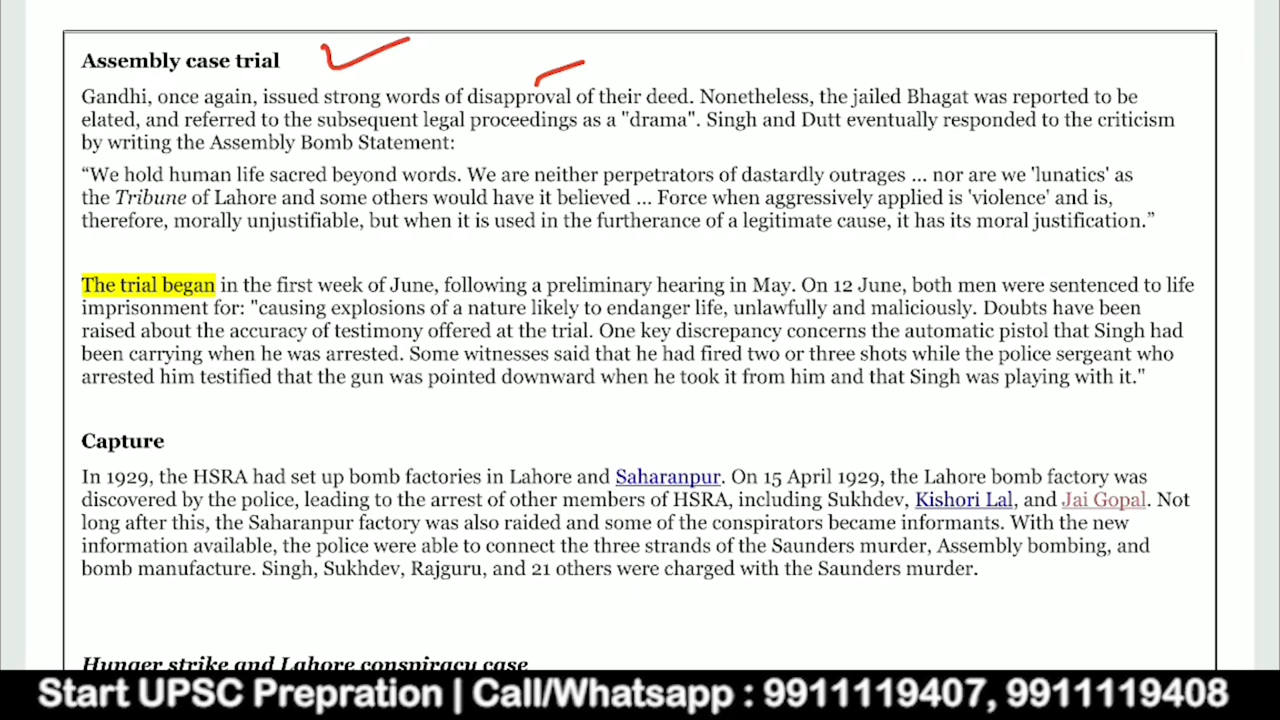 Assembly case trial
Gandhi, once again, issued strong words of disapproval of their deed. Nonetheless, the jailed Bhagat was reported to be
elated, and referred to the subsequent legal proceedings as a "drama". Singh and Dutt eventually responded to the criticism
by writing the Assembly Bomb Statement:
“We hold human life sacred beyond words. We are neither perpetrators of dastardly outrages ... nor are we 'lunatics' as
the Tribune of Lahore and some others would have it believed ... Force when aggressively applied is 'violence' and is,
therefore, morally unjustifiable, but when it is used in the furtherance of a legitimate cause, it has its moral justification.”
The trial began in the first week of June, following a preliminary hearing in May. On 12 June, both men were sentenced to life
imprisonment for: "causing explosions of a nature likely to endanger life, unlawfully and maliciously. Doubts have been
raised about the accuracy of testimony offered at the trial. One key discrepancy concerns the automatic pistol that Singh had
been carrying when he was arrested. Some witnesses said that he had fired two or three shots while the police sergeant who
arrested him testified that the gun was pointed downward when he took it from him and that Singh was playing with it."
Capture
In 1929, the HSRA had set up bomb factories in Lahore and Saharanpur. On 15 April 1929, the Lahore bomb factory was
discovered by the police, leading to the arrest of other members of HSRA, including Sukhdev, Kishori Lal, and Jai Gopal. Not
long after this, the Saharanpur factory was also raided and some of the conspirators became informants. With the new
information available, the police were able to connect the three strands of the Saunders murder, Assembly bombing, and
bomb manufacture. Singh, Sukhdev, Rajguru, and 21 others were charged with the Saunders murder.
Hunger strike and Lahore conspiracy case
Start UPSC Prepration | Call/Whatsapp : 9911119407, 9911119408